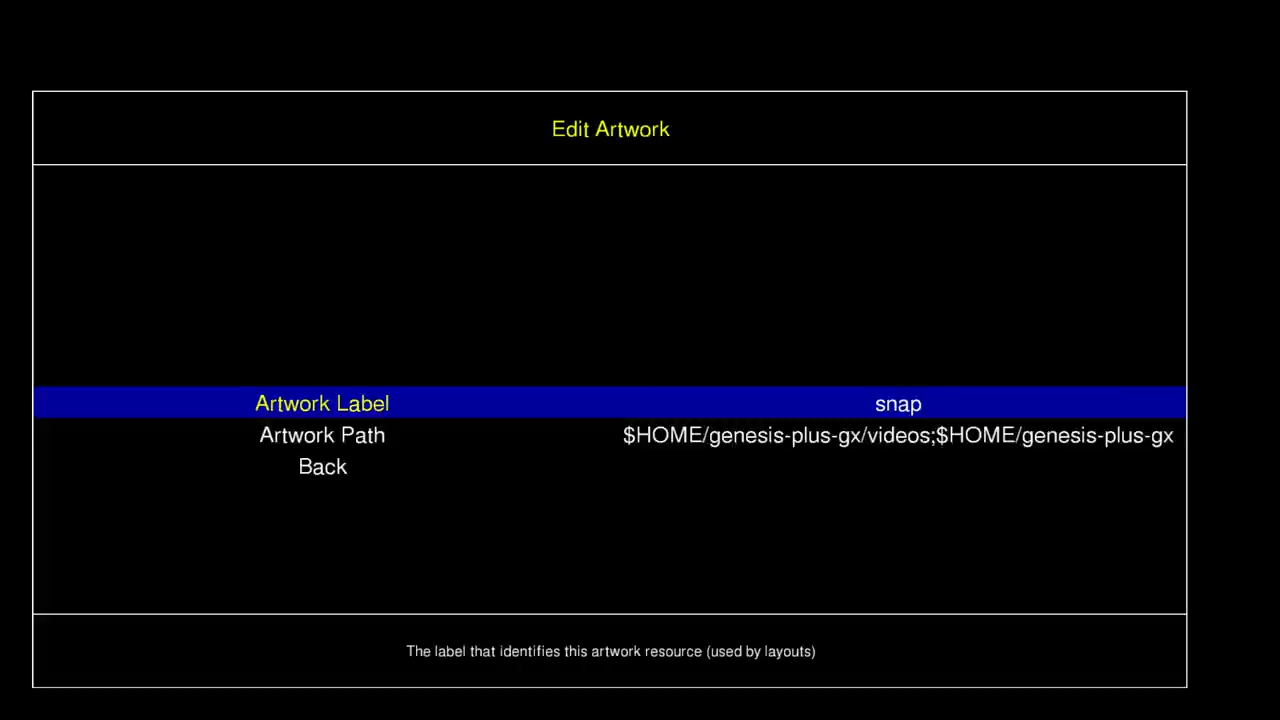 Edit Artwork
Artwork Label snap
Artwork Path $HOME/genesis-plus-gx/videos;$HOME/genesis-plus-gx
Back
The label that identifies this artwork resource (used by layouts)